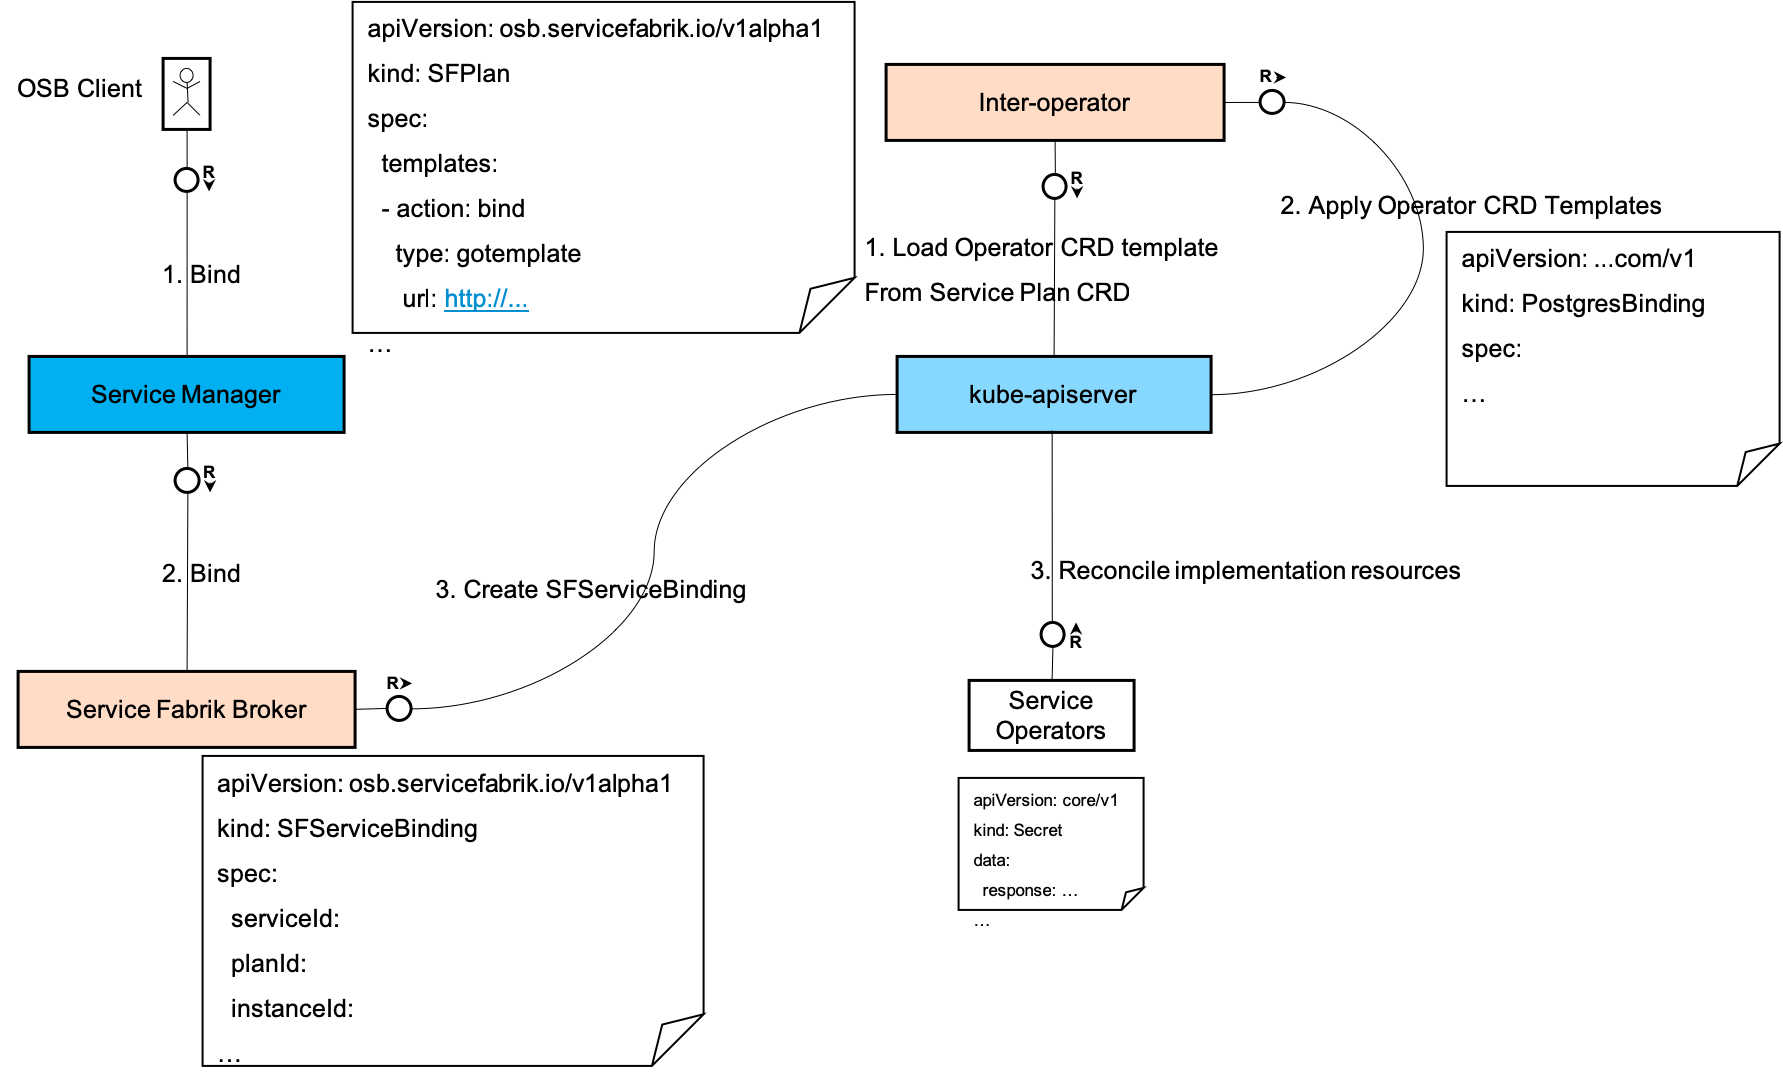 OSB Client
R
1. Bind
Service Manager
R
2. Bind
Service Fabrik Broker
R
3. Create SFServiceBinding
apiVersion: osb.servicefabrik.io/v1alpha1
kind: SFPlan
spec:
templates:
- action: bind
type: gotemplate
url: http://...
…
apiVersion: osb.servicefabrik.io/v1alpha1
kind: SFServiceBinding
spec:
serviceId:
planId:
instanceId:
…
Inter-operator
R
R
1. Load Operator CRD template
From Service Plan CRD
2. Apply Operator CRD Templates
apiVersion: ...com/v1
kind: PostgresBinding
spec:
…
kube-apiserver
3. Reconcile implementation resources
R
Service
Operators
apiVersion: core/v1
kind: Secret
data:
response: …
…